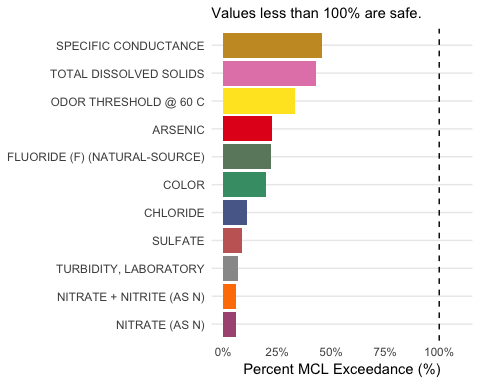 Values less than 100% are safe.
SPECIFIC CONDUCTANCE
TOTAL DISSOLVED SOLIDS
ODOR THRESHOLD @ 60 C
ARSENIC
FLUORIDE (F) (NATURAL-SOURCE)
COLOR
CHLORIDE
SULFATE
TURBIDITY, LABORATORY
NITRATE + NITRITE (AS N)
NITRATE (AS N)
0% 25% 50% 75% 100%
Percent MCL Exceedance (%)